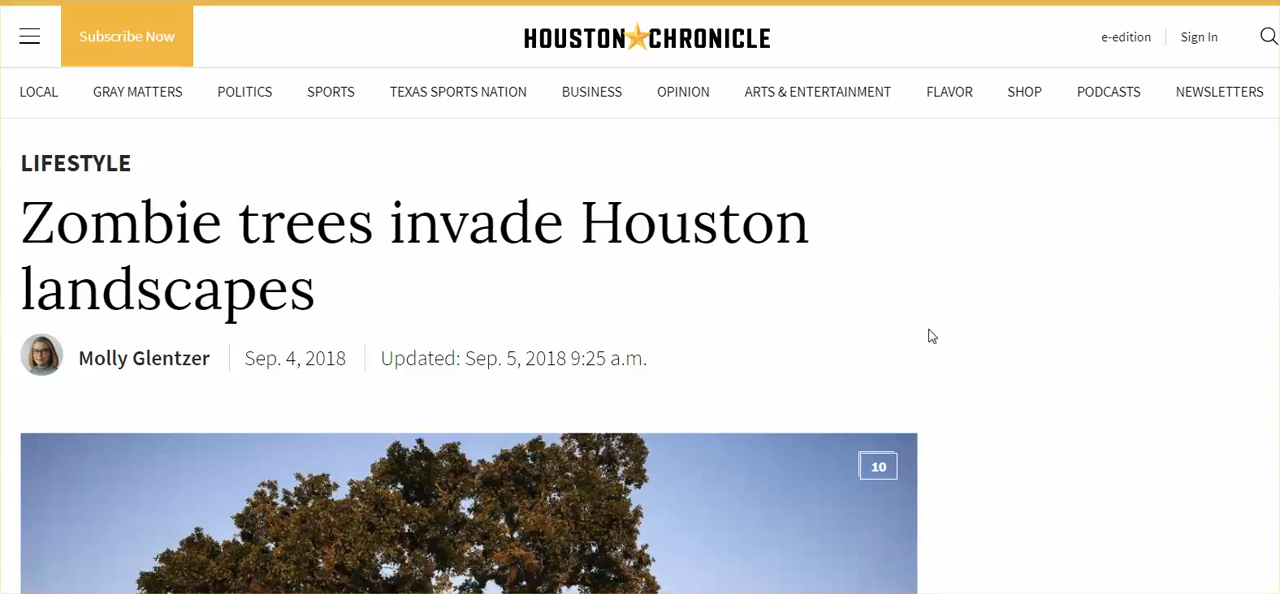 Subscribe Now
HOUSTON CHRONICLE
e-edition
Sign In
LOCAL GRAY MATTERS POLITICS SPORTS TEXAS SPORTS NATION BUSINESS OPINION ARTS & ENTERTAINMENT FLAVOR SHOP PODCASTS NEWSLETTERS
LIFESTYLE
Zombie trees invade Houston
landscapes
Molly Glentzer Sep. 4, 2018 Updated: Sep. 5, 2018 9:25 a.m.
10